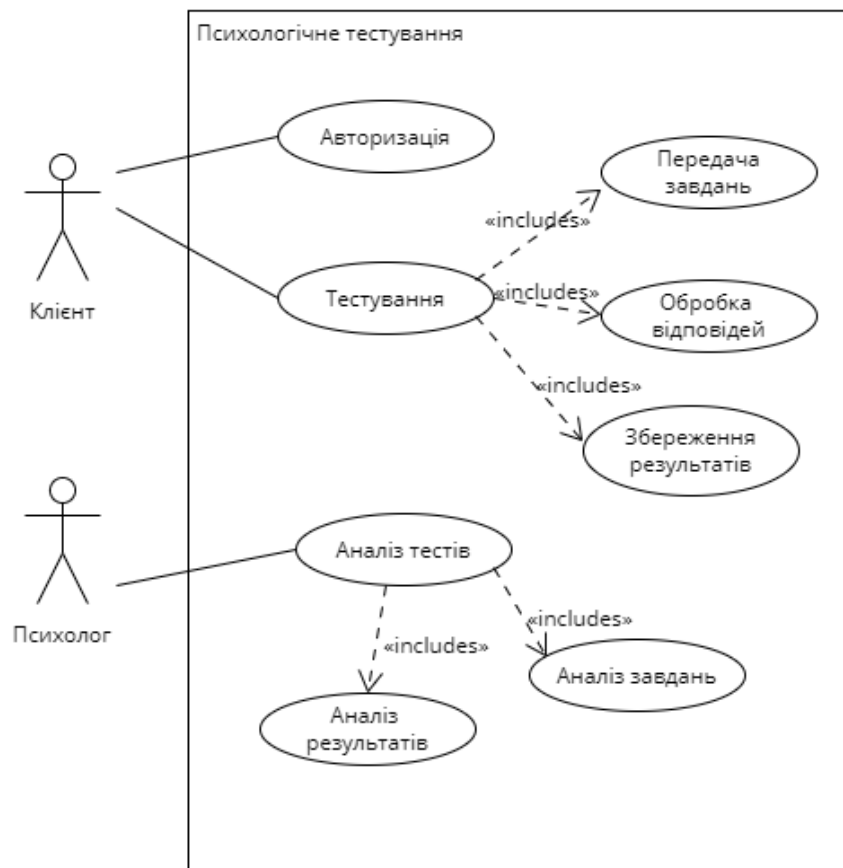 Психологічне тестування
Авторизація
Передача
завдань
«includes»
Клієнт
Тестування
«includes»
Обробка
відповідей
«includes»
Збереження
результатів
Психолог
Аналіз тестів
«includes»
«includes»
Аналіз завдань
Аналіз
результатів